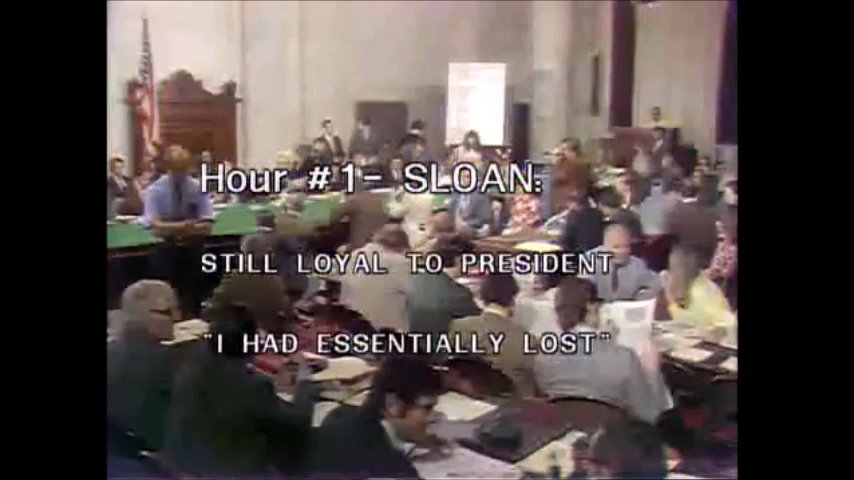 Hour #1- SLOAN:
STILL LOYAL TO PRESIDENT
"I HAD ESSENTIALLY LOST"